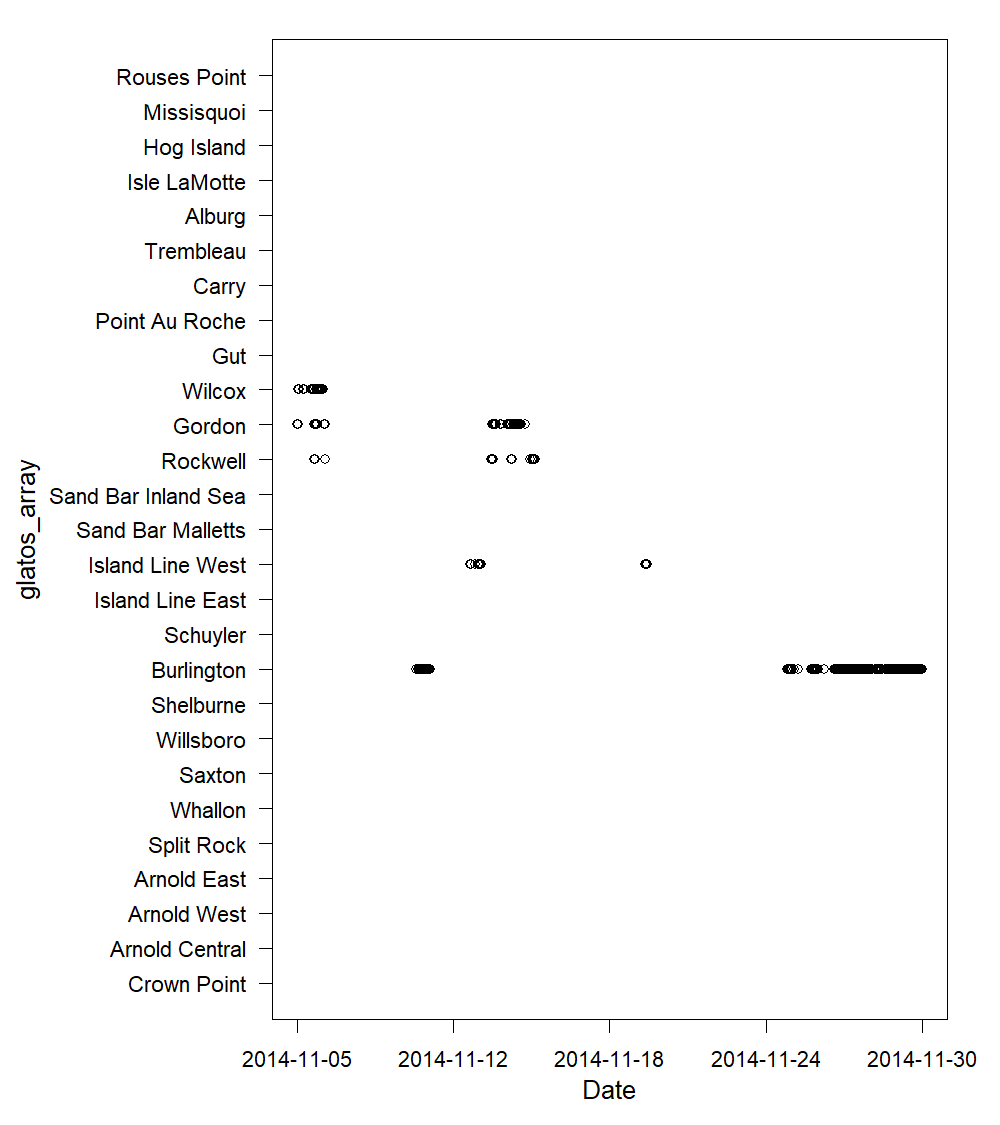 Rouses Point
Missisquoi
Hog Island
Isle LaMotte
Alburg
Trembleau
Carry
Point Au Roche
Gut
Wilcox
Gordon
Rockwell
Sand Bar Inland Sea
Sand Bar Malletts
Island Line West
Island Line East
Schuyler
Burlington
Shelburne
Willsboro
Saxton
Whallon
Split Rock
Arnold East
Arnold West
Arnold Central
Crown Point
glatos_array
2014-11-05 2014-11-12 2014-11-18 2014-11-24 2014-11-30
Date